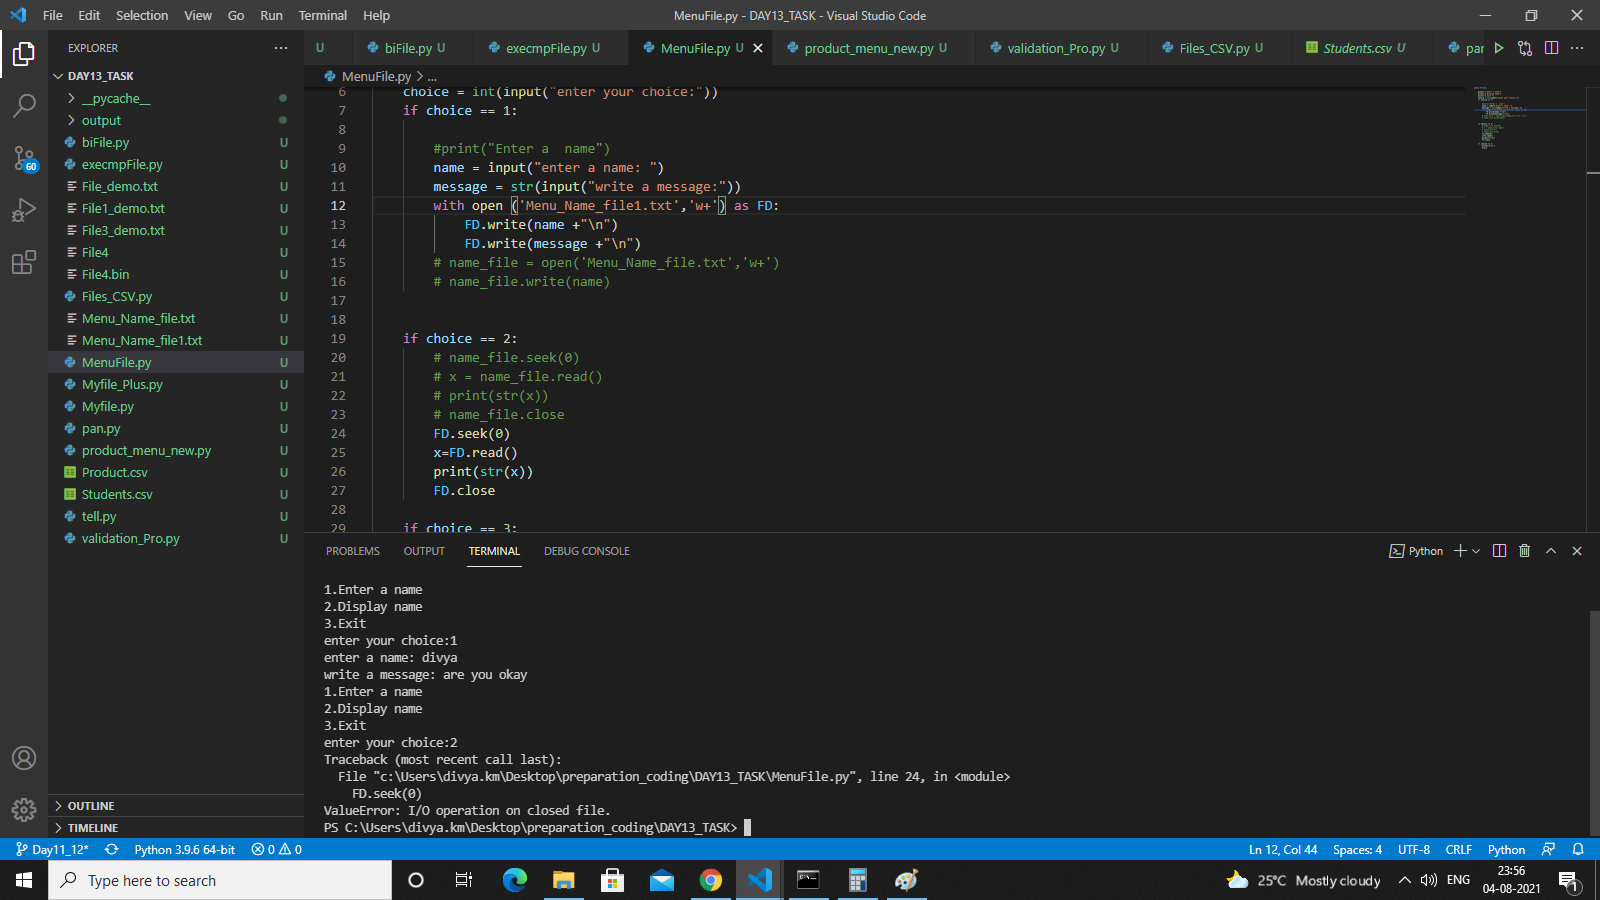 File Edit Selection View Go Run Terminal Help
MenuFile.py - DAY13_TASK - Visual Studio Code
EXPLORER
U biFile.py U execmpFile.py U MenuFile.py U product_menu_new.py U validation_Pro.py U Files_CSV.py U Students.csv U par
DAY13_TASK
__pycache__
output
biFile.py U
execmpFile.py U
File_demo.txt U
File1_demo.txt U
File3_demo.txt U
File4 U
File4.bin U
Files_CSV.py U
Menu_Name_file.txt U
Menu_Name_file1.txt U
MenuFile.py U
Myfile_Plus.py U
Myfile.py U
pan.py U
product_menu_new.py U
Product.csv U
Students.csv U
tell.py U
validation_Pro.py U
OUTLINE
TIMELINE
60
MenuFile.py > ...
6 choice = int(input("enter your choice:"))
7 if choice == 1:
8
9 #print("Enter a  name")
10 name = input("enter a name: ")
11 message = str(input("write a message:"))
12 with open ('Menu_Name_file1.txt','w+') as FD:
13 FD.write(name +"\n")
14 FD.write(message +"\n")
15 # name_file = open('Menu_Name_file.txt','w+')
16 # name_file.write(name)
17
18
19 if choice == 2:
20 # name_file.seek(0)
21 # x = name_file.read()
22 # print(str(x))
23 # name_file.close
24 FD.seek(0)
25 x=FD.read()
26 print(str(x))
27 FD.close
28
29 if choice == 3:
PROBLEMS OUTPUT TERMINAL DEBUG CONSOLE
Python
1.Enter a name
2.Display name
3.Exit
enter your choice:1
enter a name: divya
write a message: are you okay
1.Enter a name
2.Display name
3.Exit
enter your choice:2
Traceback (most recent call last):
File "c:\Users\divya.km\Desktop\preparation_coding\DAY13_TASK\MenuFile.py", line 24, in <module>
FD.seek(0)
ValueError: I/O operation on closed file.
PS C:\Users\divya.km\Desktop\preparation_coding\DAY13_TASK>
Day11_12* Python 3.9.6 64-bit 0 0
Ln 12, Col 44 Spaces: 4 UTF-8 CRLF Python
Type here to search
25°C Mostly cloudy
ENG
23:56
04-08-2021
1